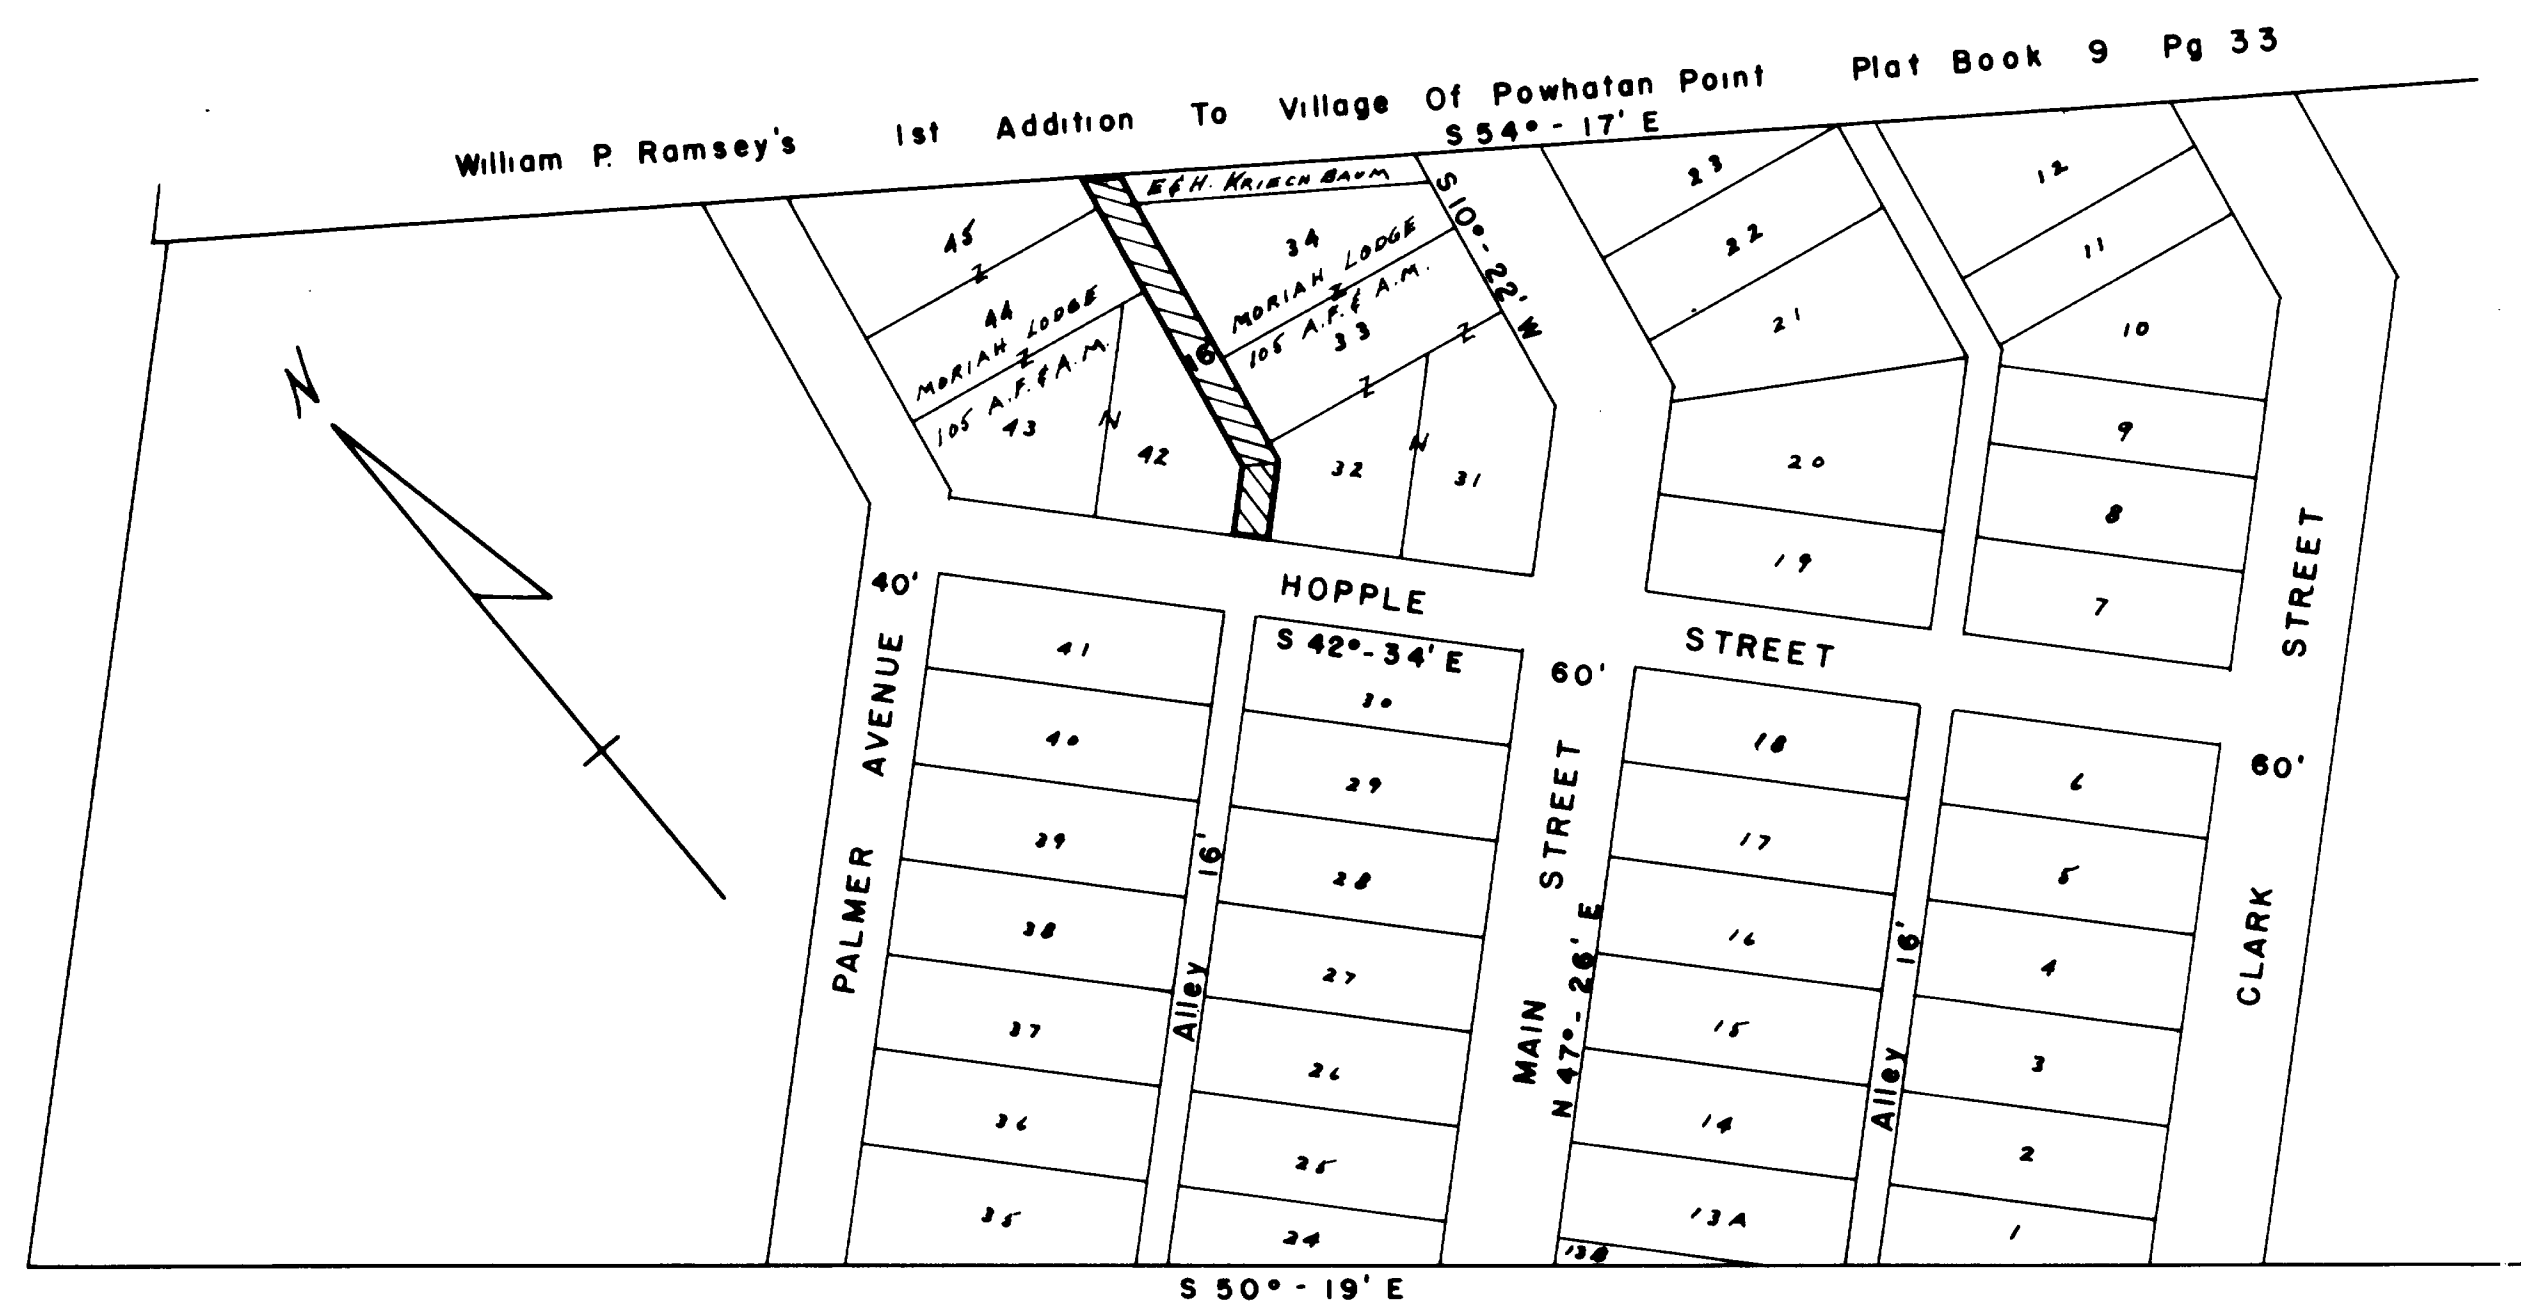 William P. Ramsey's 1st Addition To Village Of Powhatan Point Plat Book 9 Pg 33
S 54° - 17' E
E & H. KRIECHBAUM
S 10° - 22' W
23
12
45
34
22
11
Z
MORIAH LODGE
Z
105 A.F. & A.M.
44
MORIAH LODGE
Z
105 A.F. & A.M.
33
Z
Z
21
10
16
N
43
N
42
32
N
31
20
9
8
19
7
STREET
40'
HOPPLE
STREET
S 42° - 34' E
60'
60'
41
30
18
6
PALMER AVENUE
40
29
17
5
39
28
16
4
Alley 16'
MAIN STREET
N 47° - 26' E
Alley 16'
CLARK
38
27
15
3
37
26
14
2
36
25
13A
1
35
24
13B
S 50° - 19' E